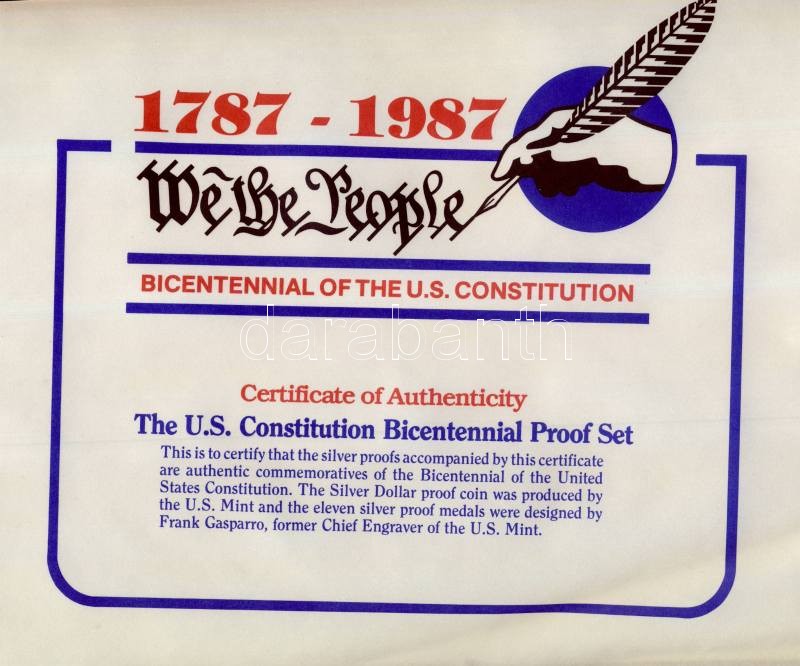 1787 - 1987
We the People
BICENTENNIAL OF THE U.S. CONSTITUTION
darabanth
Certificate of Authenticity
The U.S. Constitution Bicentennial Proof Set
This is to certify that the silver proofs accompanied by this certificate
are authentic commemoratives of the Bicentennial of the United
States Constitution. The Silver Dollar proof coin was produced by
the U.S. Mint and the eleven silver proof medals were designed by
Frank Gasparro, former Chief Engraver of the U.S. Mint.